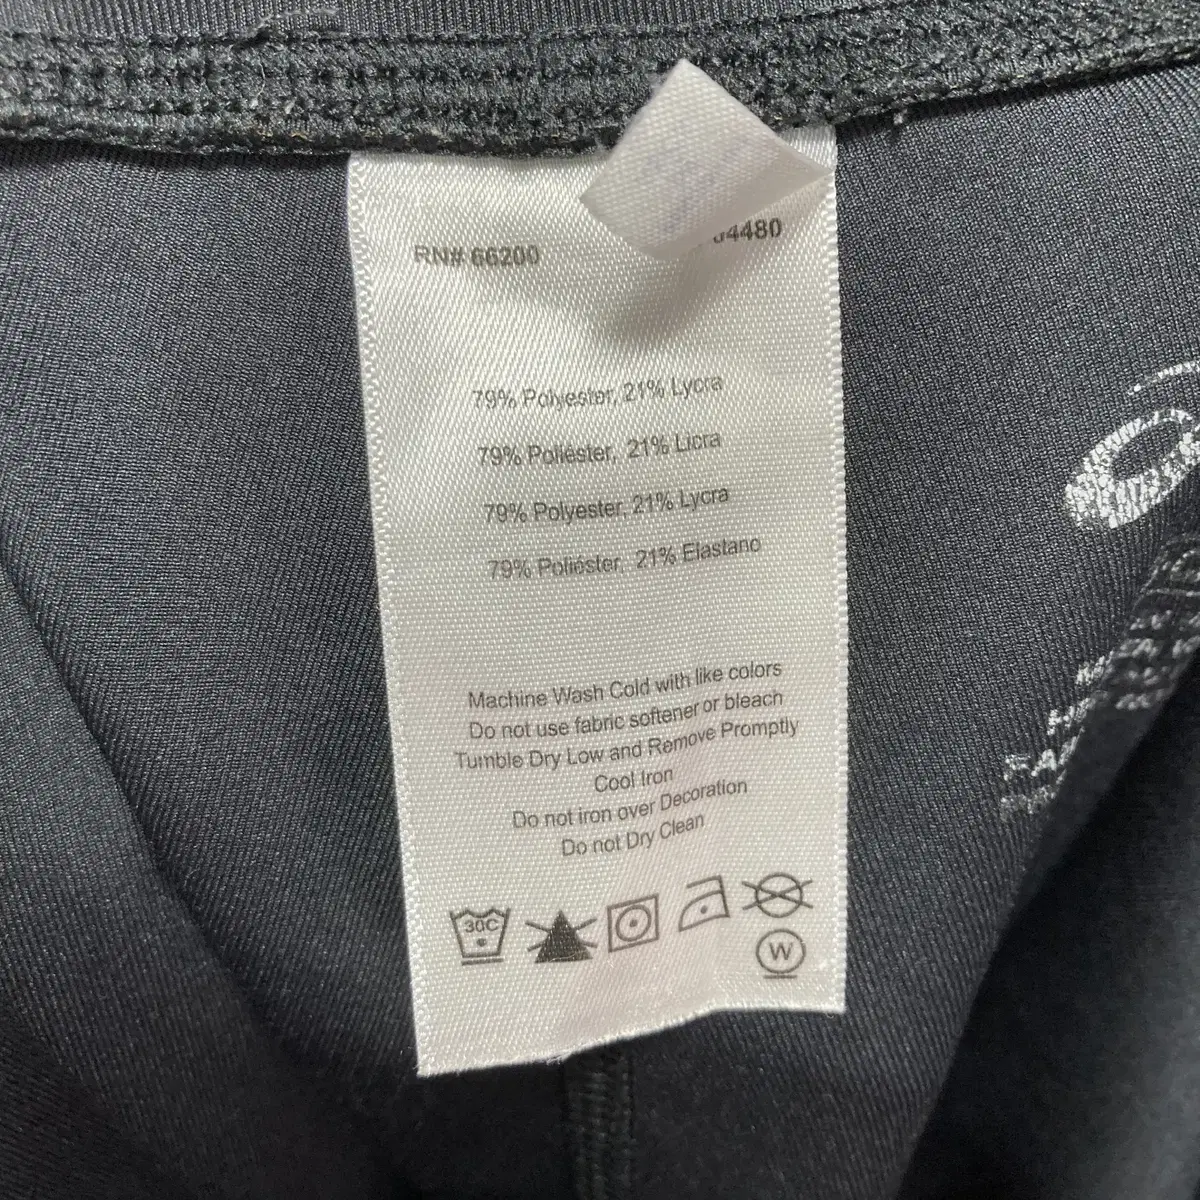 RN# 66200
04480
79% Polyester, 21% Lycra
79% Poliéster, 21% Licra
79% Polyester, 21% Lycra
79% Poliéster, 21% Elastano
Machine Wash Cold with like colors
Do not use fabric softener or bleach
Tumble Dry Low and Remove Promptly
Cool Iron
Do not iron over Decoration
Do not Dry Clean
30C
W